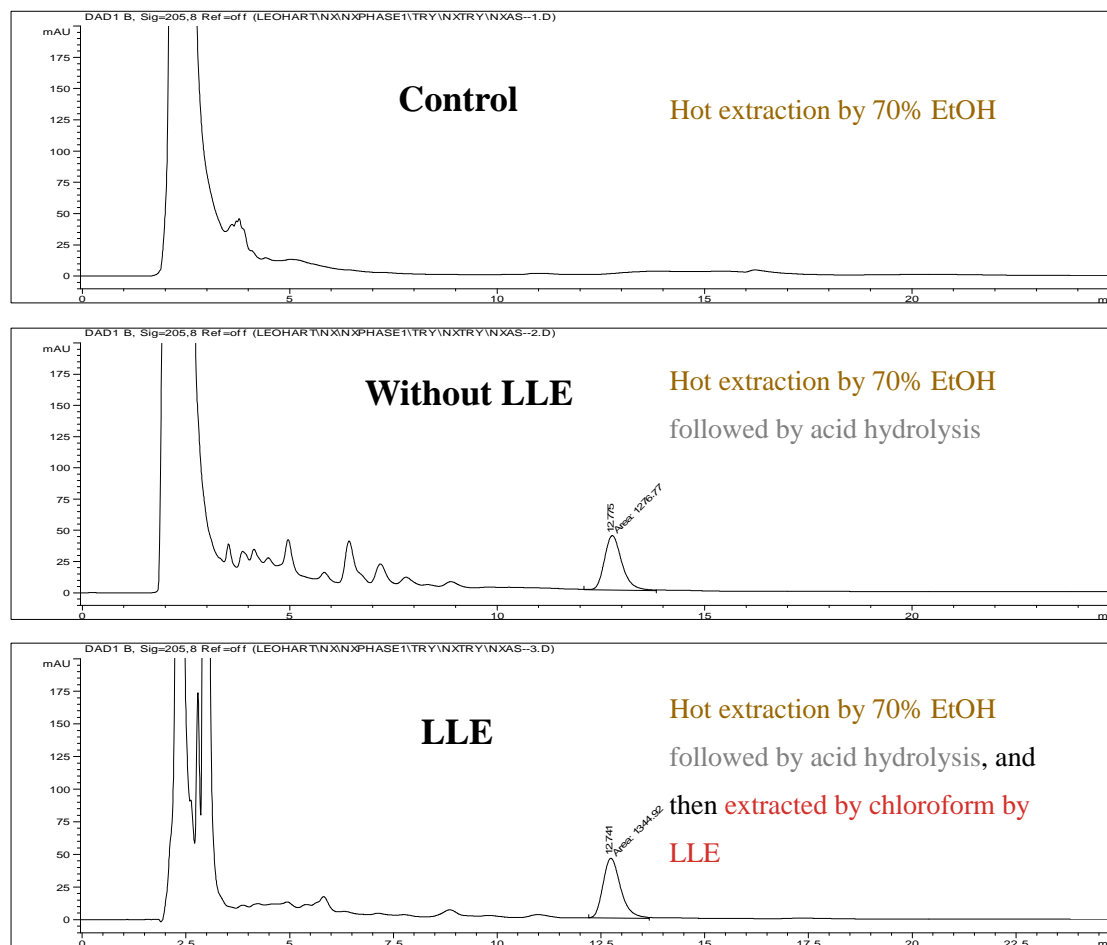 DAD1 B, Sig=205,8 Ref=off (LEOHART\NX\NXPHASE1\TRY\NXTRY\NXAS--1.D)
mAU
175
150
125
100
75
50
25
0
Control
Hot extraction by 70% EtOH
0 5 10 15 20 m
DAD1 B, Sig=205,8 Ref=off (LEOHART\NX\NXPHASE1\TRY\NXTRY\NXAS--2.D)
mAU
175
150
125
100
75
50
25
0
Without LLE
Hot extraction by 70% EtOH
followed by acid hydrolysis
12.775
Area: 1276.77
0 5 10 15 20 m
DAD1 B, Sig=205,8 Ref=off (LEOHART\NX\NXPHASE1\TRY\NXTRY\NXAS--3.D)
mAU
175
150
125
100
75
50
25
0
LLE
Hot extraction by 70% EtOH
followed by acid hydrolysis, and
then extracted by chloroform by
LLE
12.741
Area: 1344.92
0 2.5 5 7.5 10 12.5 15 17.5 20 22.5 m